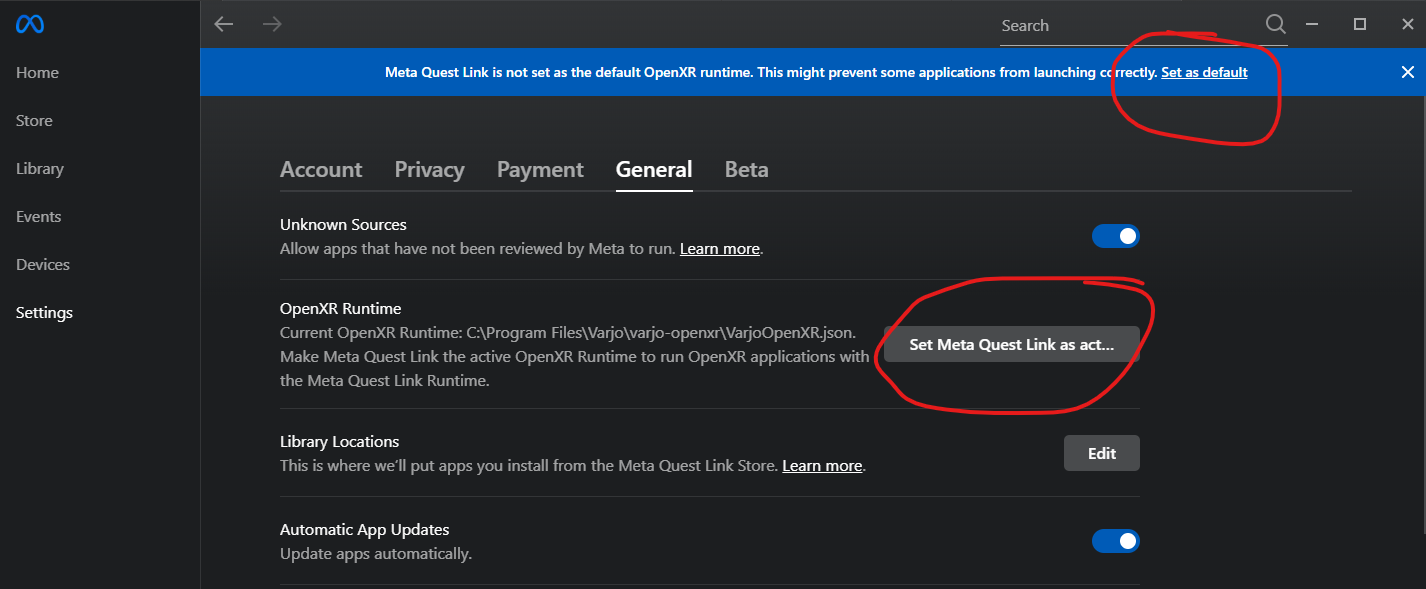 Search
Meta Quest Link is not set as the default OpenXR runtime. This might prevent some applications from launching correctly. Set as default
Home
Store
Library
Events
Devices
Settings
Account Privacy Payment General Beta
Unknown Sources
Allow apps that have not been reviewed by Meta to run. Learn more.
OpenXR Runtime
Current OpenXR Runtime: C:\Program Files\Varjo\varjo-openxr\VarjoOpenXR.json.
Make Meta Quest Link the active OpenXR Runtime to run OpenXR applications with
the Meta Quest Link Runtime.
Set Meta Quest Link as act...
Library Locations
This is where we'll put apps you install from the Meta Quest Link Store. Learn more.
Edit
Automatic App Updates
Update apps automatically.